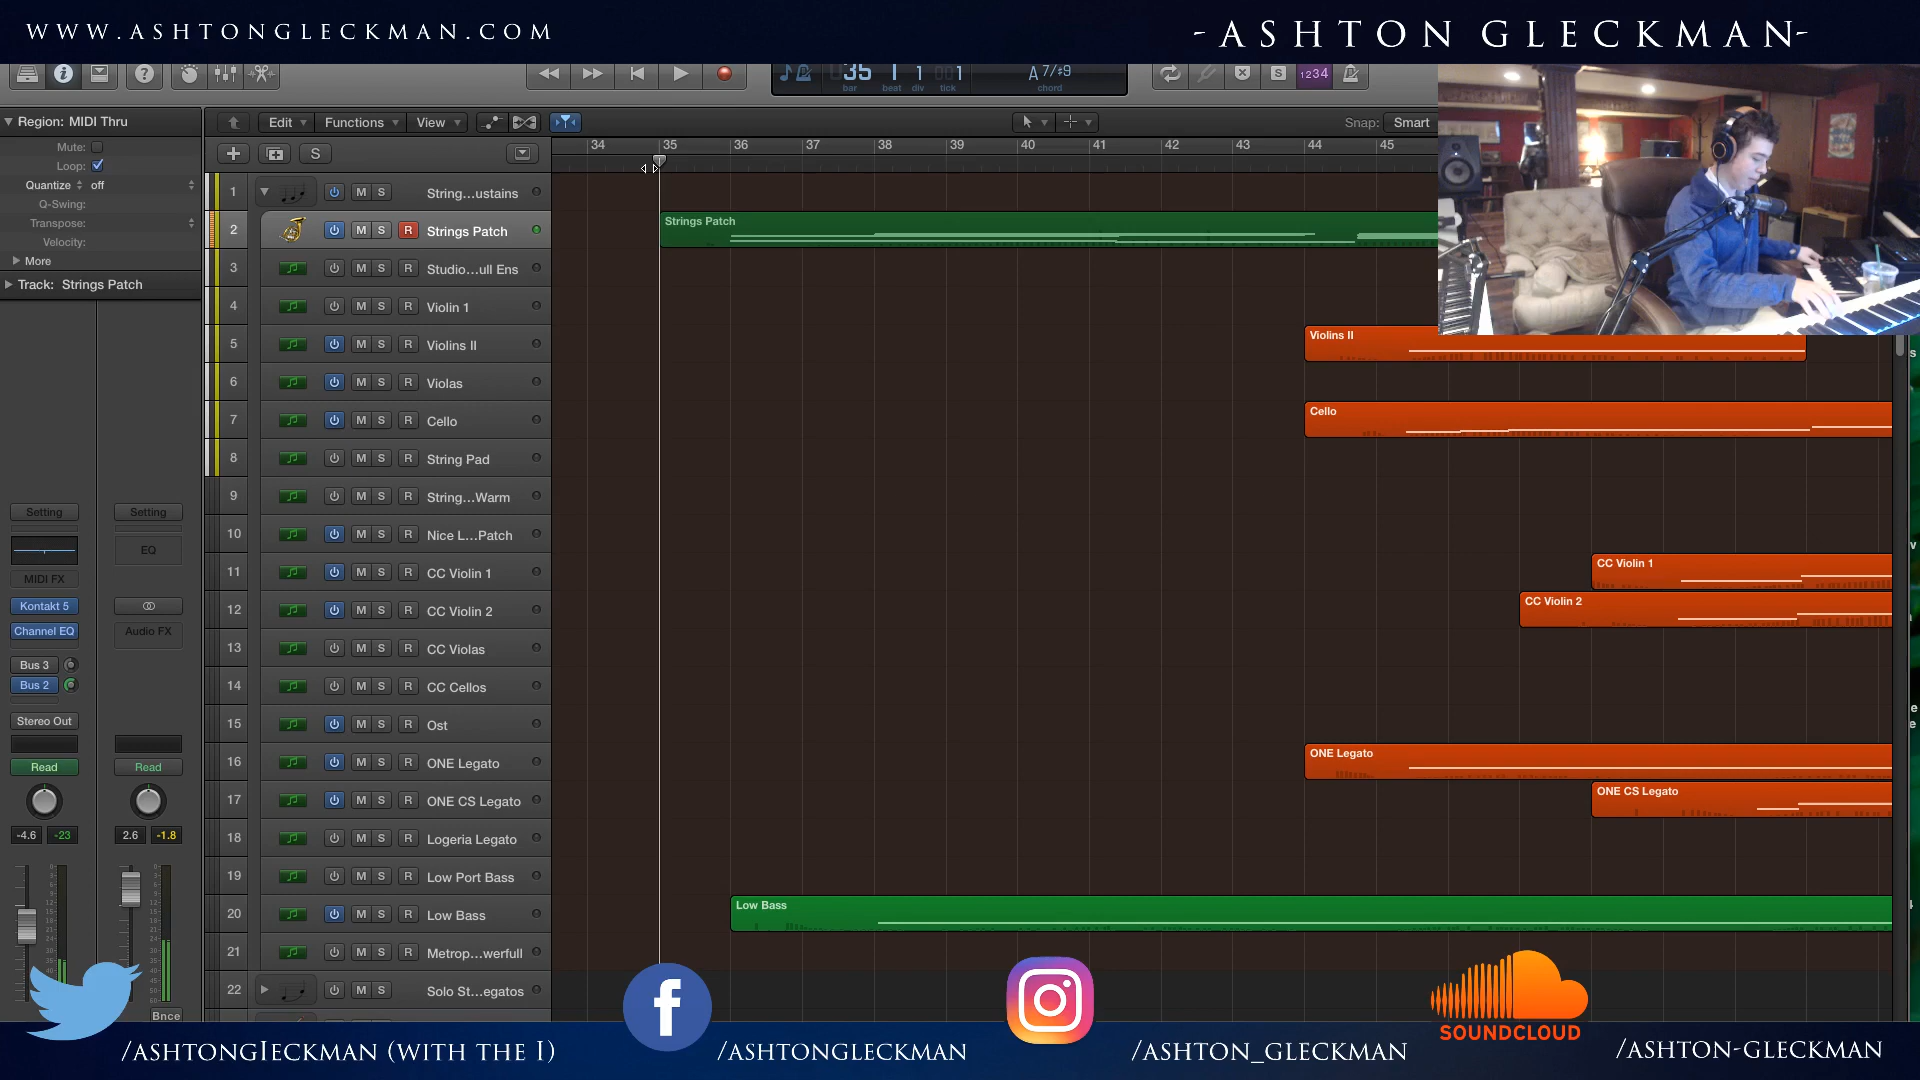 WWW.ASHTONGLECKMAN.COM
-ASHTON GLECKMAN-
35 1 1 1
bar beat div tick
A 7/♯9
chord
1234
Region: MIDI Thru
Mute:
Loop:
Quantize off
Q-Swing:
Transpose:
Velocity:
More
Track: Strings Patch
Edit Functions View
Snap: Smart
S
34 35 36 37 38 39 40 41 42 43 44 45
1 M S String...ustains
2 M S R Strings Patch
Strings Patch
3 M S R Studio...ull Ens
4 M S R Violin 1
5 M S R Violins II
Violins II
6 M S R Violas
7 M S R Cello
Cello
8 M S R String Pad
9 M S R String...Warm
10 M S R Nice L...Patch
11 M S R CC Violin 1
CC Violin 1
12 M S R CC Violin 2
CC Violin 2
13 M S R CC Violas
14 M S R CC Cellos
15 M S R Ost
16 M S R ONE Legato
ONE Legato
17 M S R ONE CS Legato
ONE CS Legato
18 M S R Logeria Legato
19 M S R Low Port Bass
20 M S R Low Bass
Low Bass
21 M S R Metrop...werfull
22 M S Solo St...egatos
Setting Setting
EQ
MIDI FX
Kontakt 5
Channel EQ Audio FX
Bus 3
Bus 2
Stereo Out
Read Read
-4.6 -23 2.6 -1.8
Bnce
SOUNDCLOUD
/ASHTONGIECKMAN (WITH THE I)
/ASHTONGLECKMAN
/ASHTON_GLECKMAN
/ASHTON-GLECKMAN